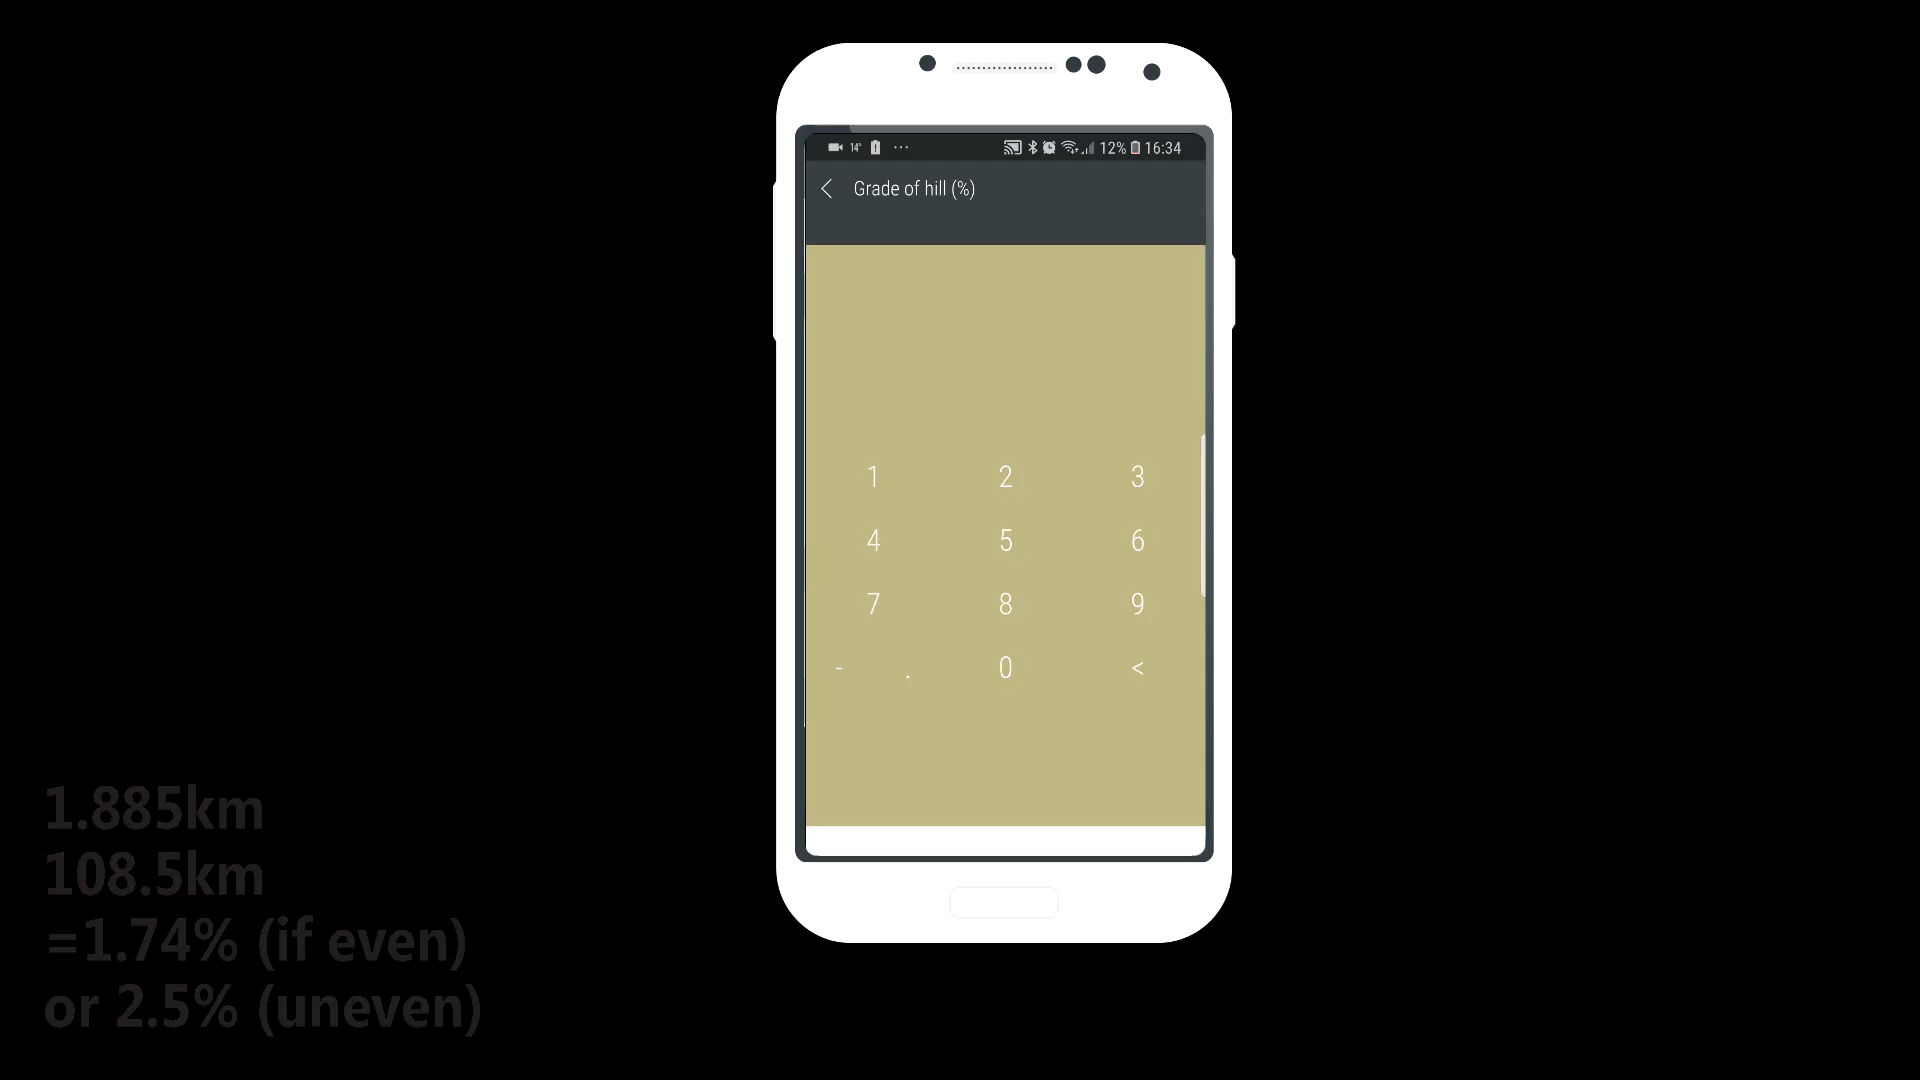 14° ... 12% 16:34
Grade of hill (%)
1 2 3
4 5 6
7 8 9
- . 0 <
1.885km
108.5km
=1.74% (if even)
or 2.5% (uneven)